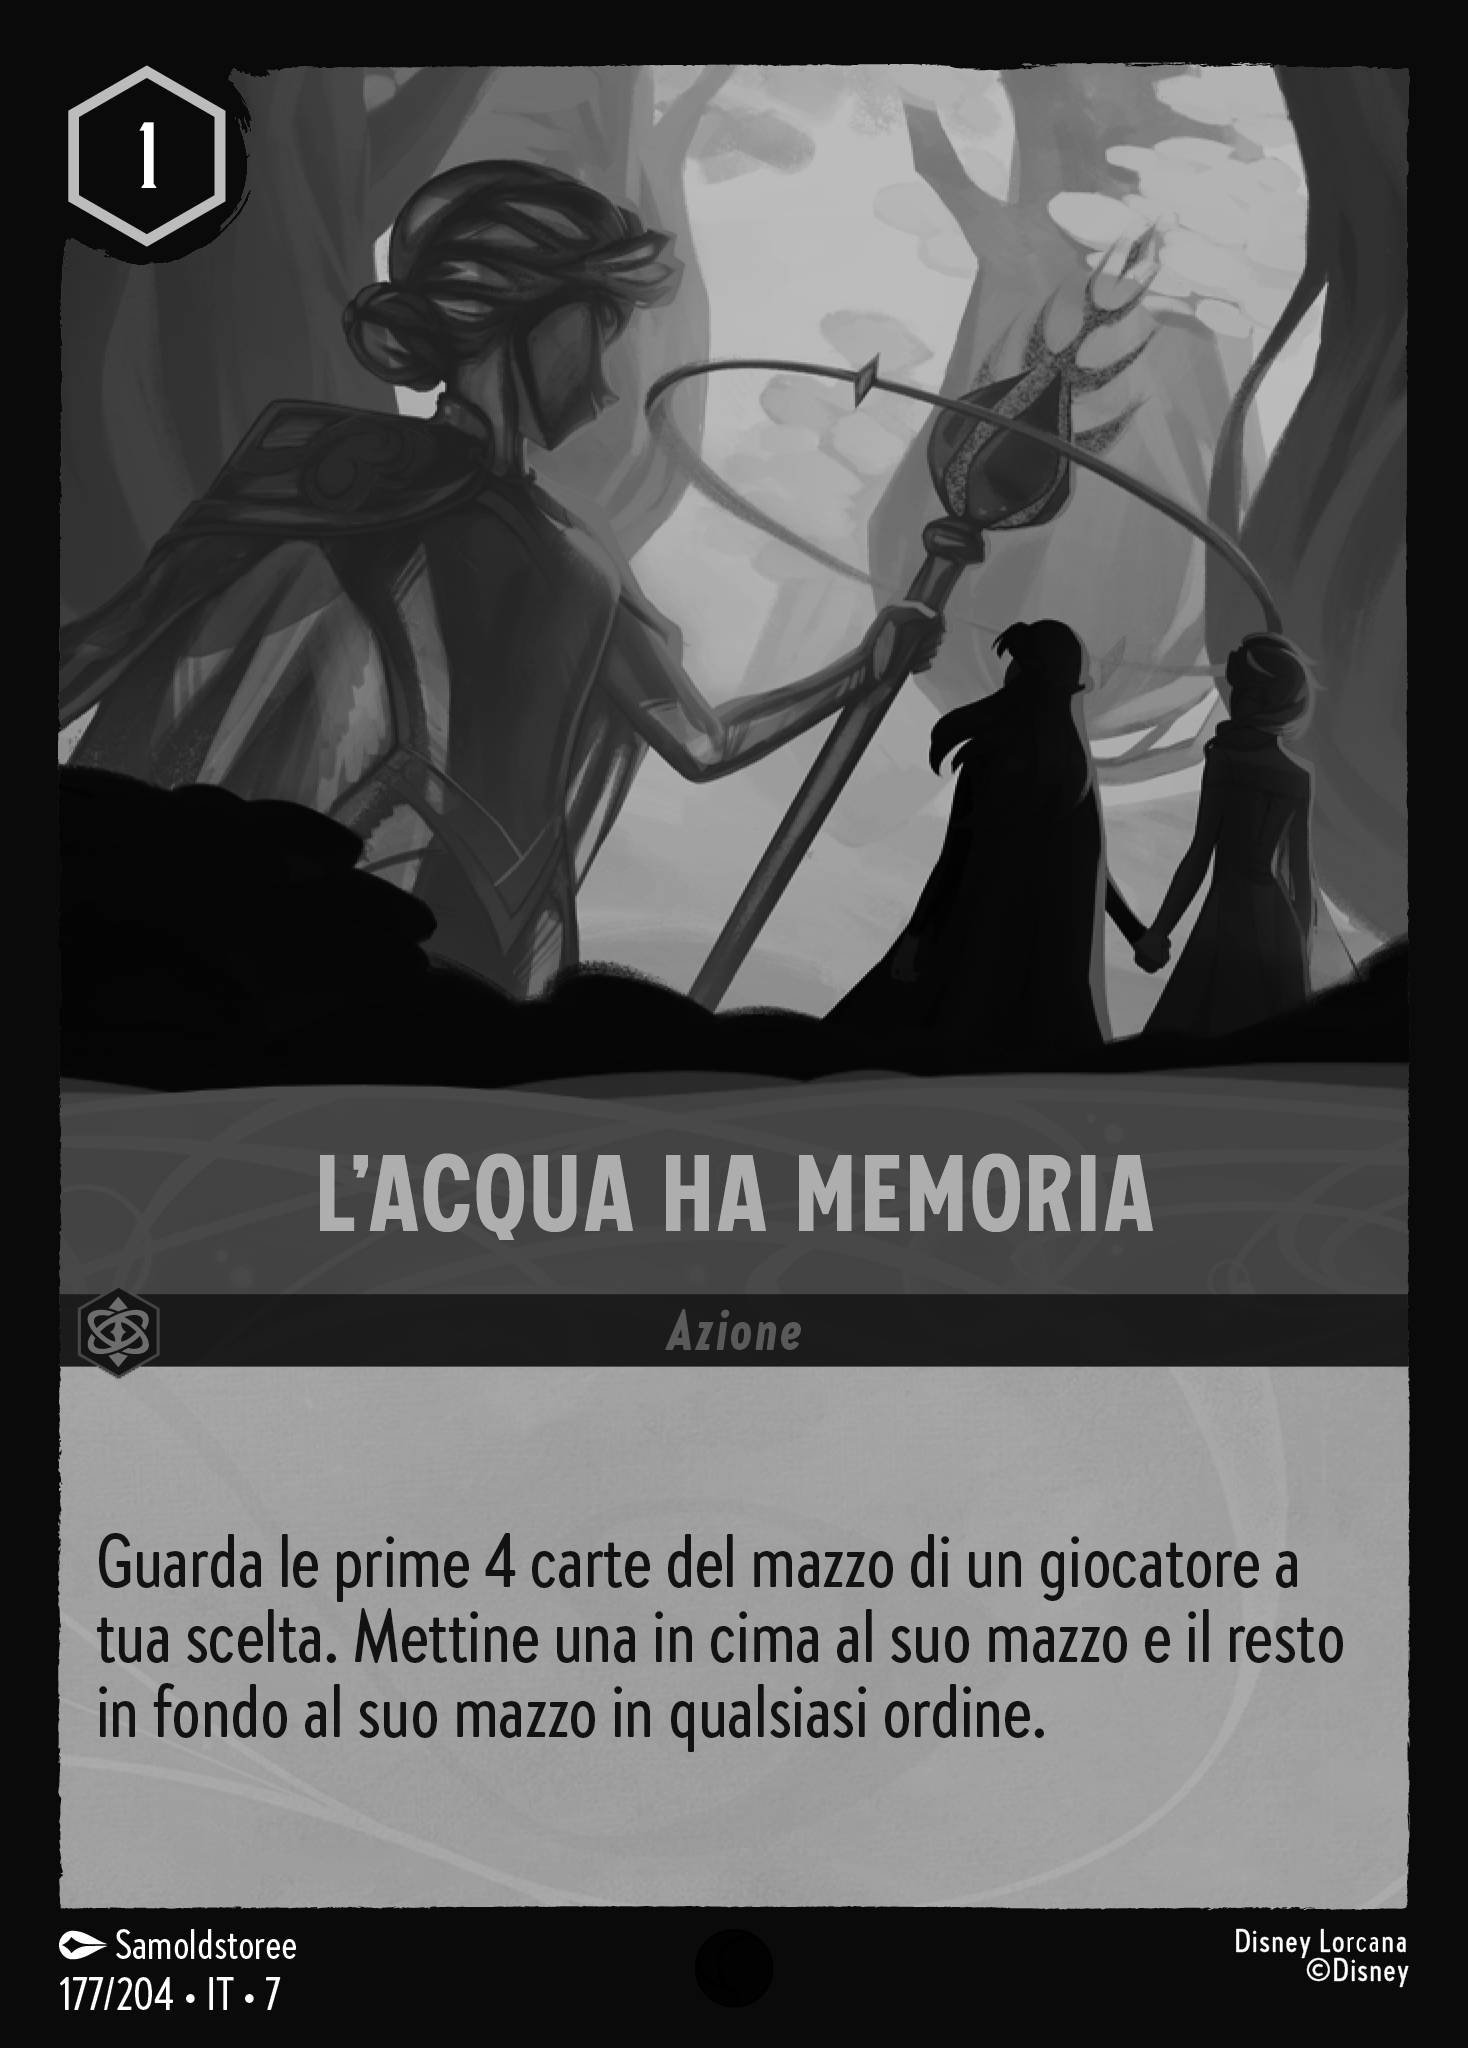 1
L'ACQUA HA MEMORIA
Azione
Guarda le prime 4 carte del mazzo di un giocatore a
tua scelta. Mettine una in cima al suo mazzo e il resto
in fondo al suo mazzo in qualsiasi ordine.
Samoldstoree
177/204 • IT • 7
Disney Lorcana
©Disney